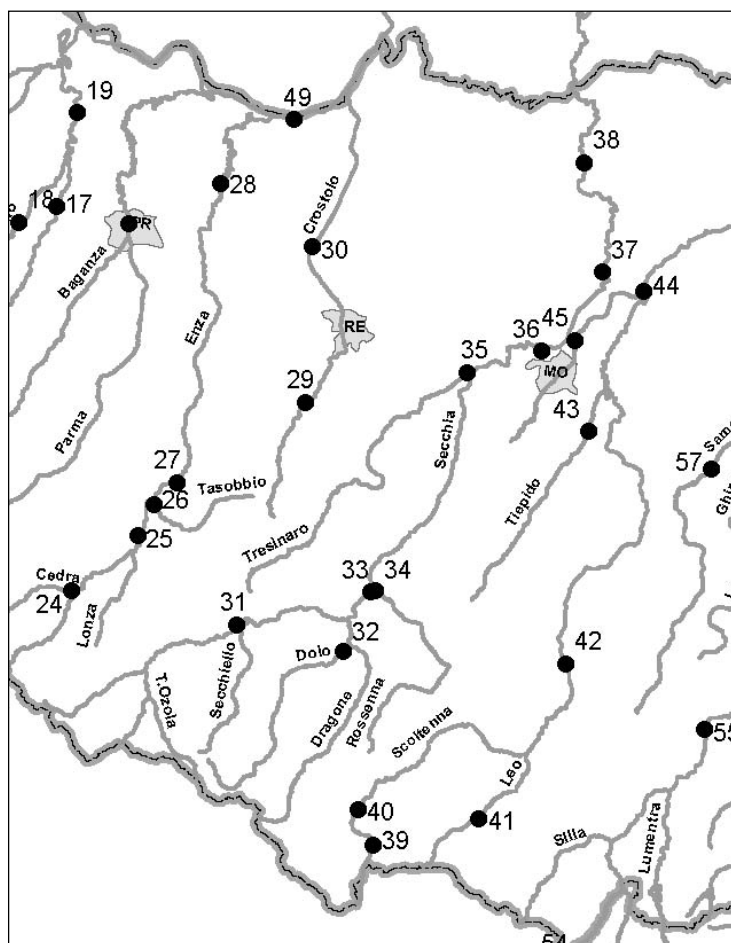 19
49
38
28
18
17
PR
Crostolo
30
Baganza
37
44
Enza
RE
45
36
35
MO
29
43
Parma
Secchia
57
27
Tasobbio
26
Tiepido
25
Tresinaro
Cedra
33
34
24
31
Lonza
32
Dolo
42
Secchiello
T.Ozola
Dragone
Rossenna
Scoltenna
55
Leo
40
41
39
Silla
Lumentra